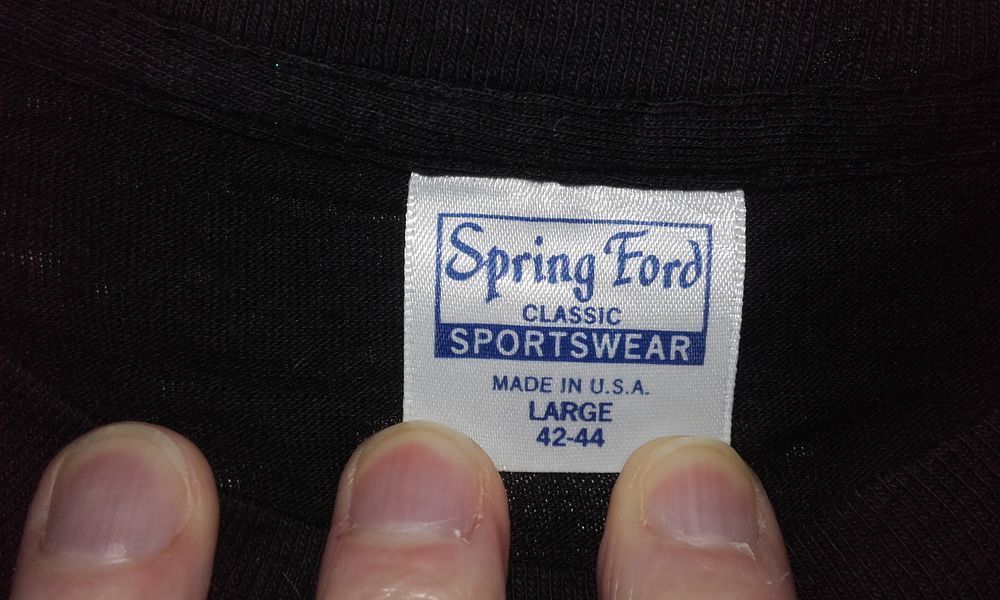 Spring Ford
CLASSIC
SPORTSWEAR
MADE IN U.S.A.
LARGE
42-44